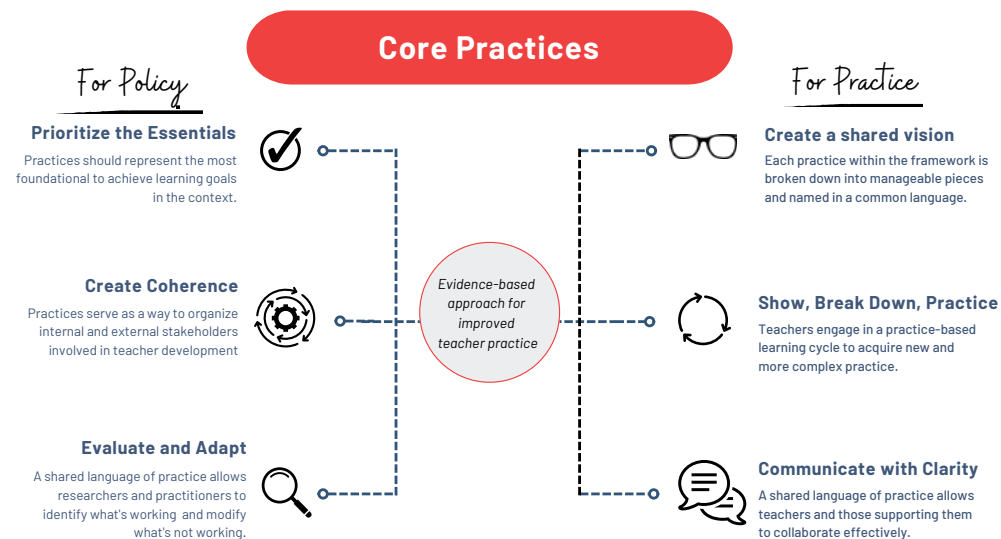 Core Practices
For Policy
Prioritize the Essentials
Practices should represent the most
foundational to achieve learning goals
in the context.
Create Coherence
Practices serve as a way to organize
internal and external stakeholders
involved in teacher development
Evaluate and Adapt
A shared language of practice allows
researchers and practitioners to
identify what's working and modify
what's not working.
Evidence-based
approach for
improved
teacher practice
For Practice
Create a shared vision
Each practice within the framework is
broken down into manageable pieces
and named in a common language.
Show, Break Down, Practice
Teachers engage in a practice-based
learning cycle to acquire new and
more complex practice.
Communicate with Clarity
A shared language of practice allows
teachers and those supporting them
to collaborate effectively.